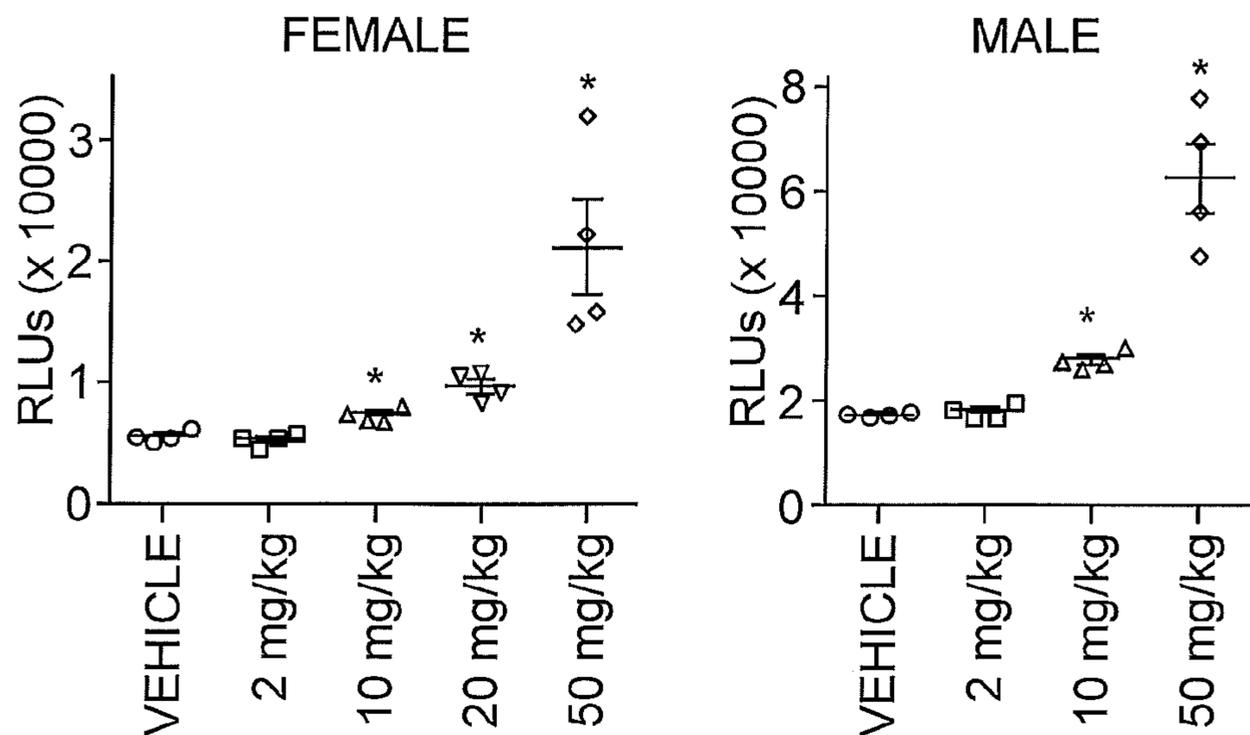 FEMALE
RLUs (x 10000)
3
2
1
0
*
*
*
VEHICLE
2 mg/kg
10 mg/kg
20 mg/kg
50 mg/kg
MALE
RLUs (x 10000)
8
6
4
2
0
*
*
VEHICLE
2 mg/kg
10 mg/kg
50 mg/kg